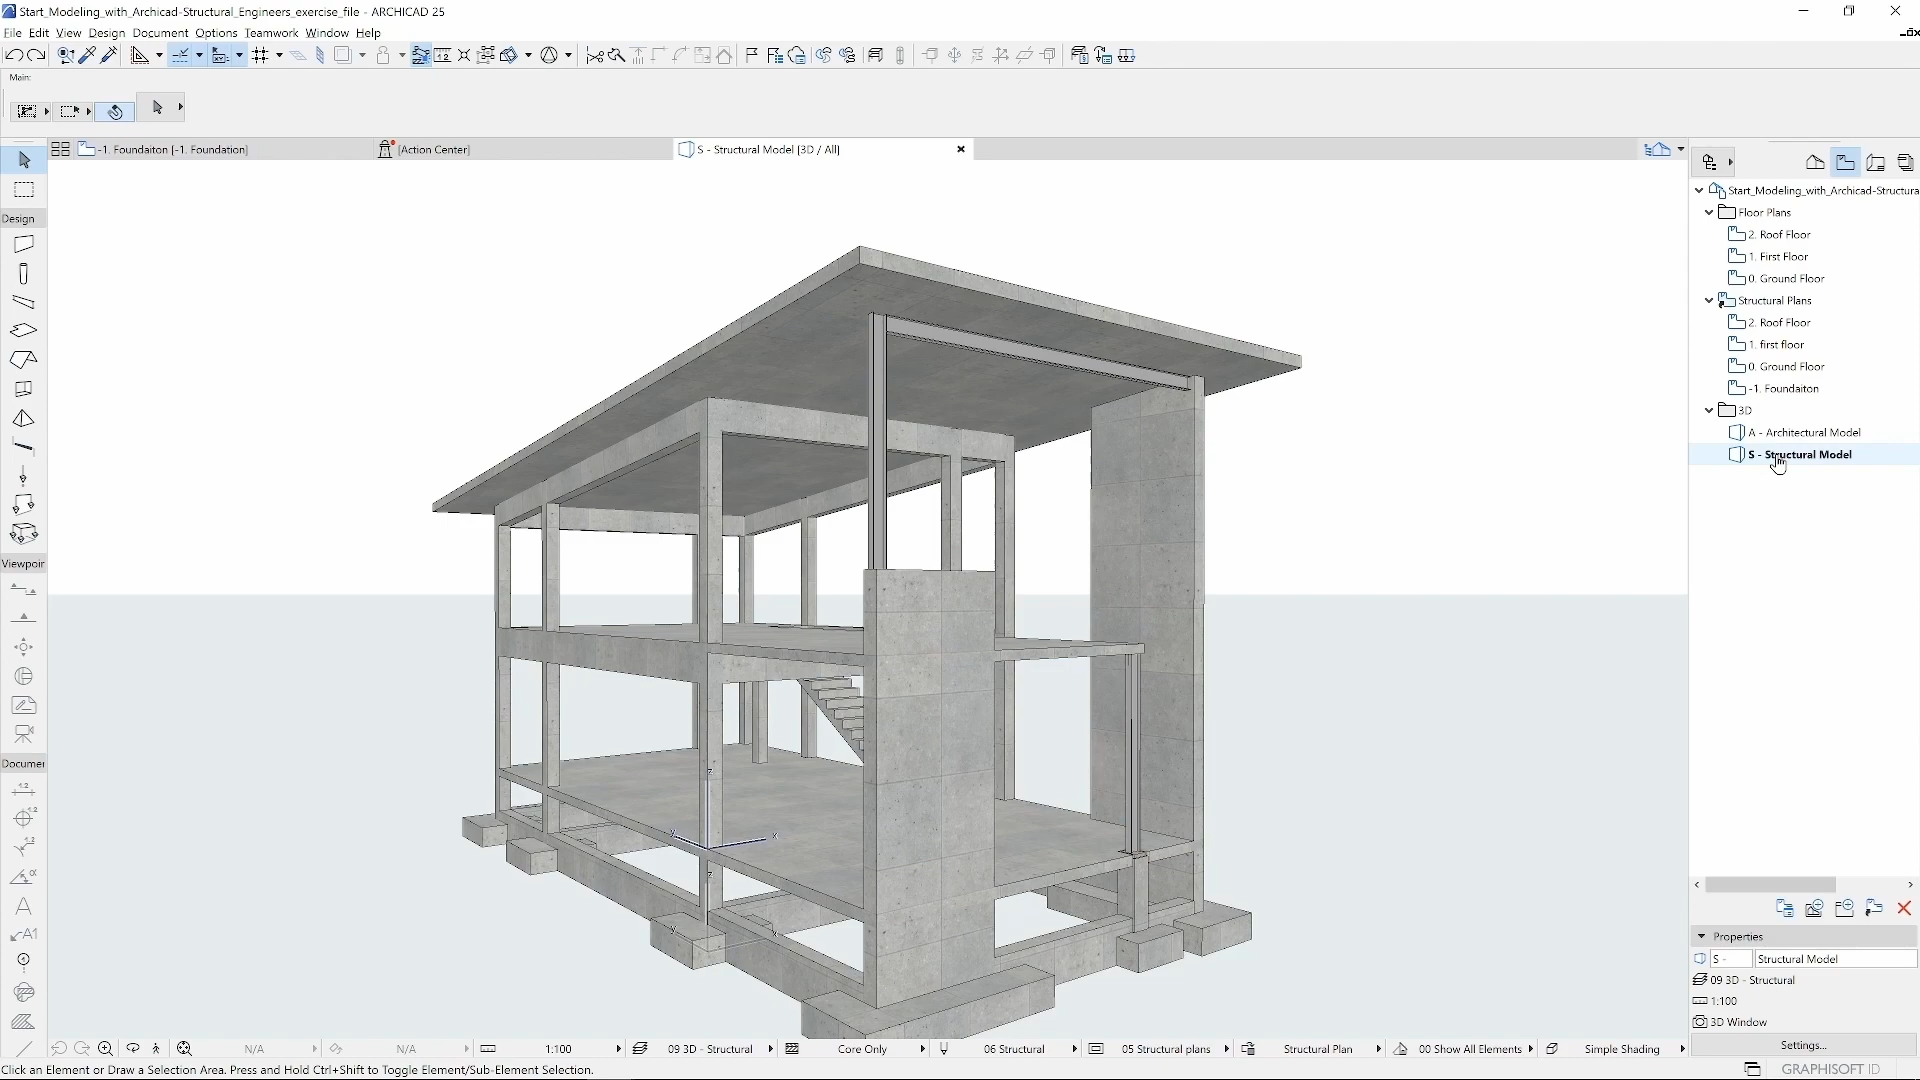 Start_Modeling_with_Archicad-Structural_Engineers_exercise_file - ARCHICAD 25
File Edit View Design Document Options Teamwork Window Help
Main:
-1. Foundaiton [-1. Foundation]
[Action Center]
S - Structural Model [3D / All]
Design
Viewpoir
Documer
Start_Modeling_with_Archicad-Structura
Floor Plans
2. Roof Floor
1. First Floor
0. Ground Floor
Structural Plans
2. Roof Floor
1. first floor
0. Ground Floor
-1. Foundaiton
3D
A - Architectural Model
S - Structural Model
Properties
S - Structural Model
09 3D - Structural
1:100
3D Window
Settings...
N/A N/A 1:100 09 3D - Structural Core Only 06 Structural 05 Structural plans Structural Plan 00 Show All Elements Simple Shading
Click an Element or Draw a Selection Area. Press and Hold Ctrl+Shift to Toggle Element/Sub-Element Selection.
GRAPHISOFT ID